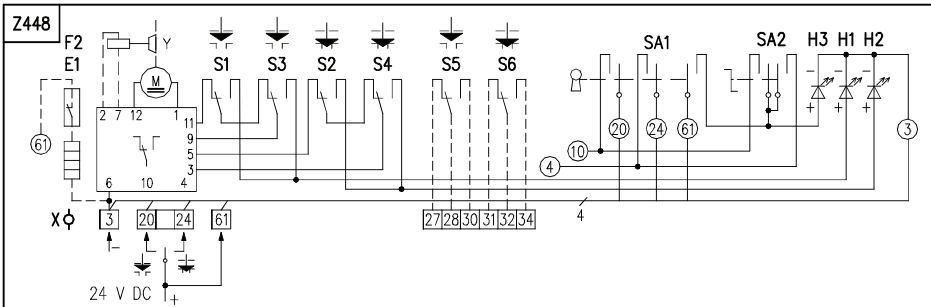 Z448
F2
E1
Y
S1 S3 S2 S4 S5 S6 SA1 SA2 H3 H1 H2
M
2 7 12 1
11
9
5
3
6 10 4
61
20 24 61
10
4
3
- - -
+ + +
4
X
3 20 24 61
27 28 30 31 32 34
-
24 V DC +